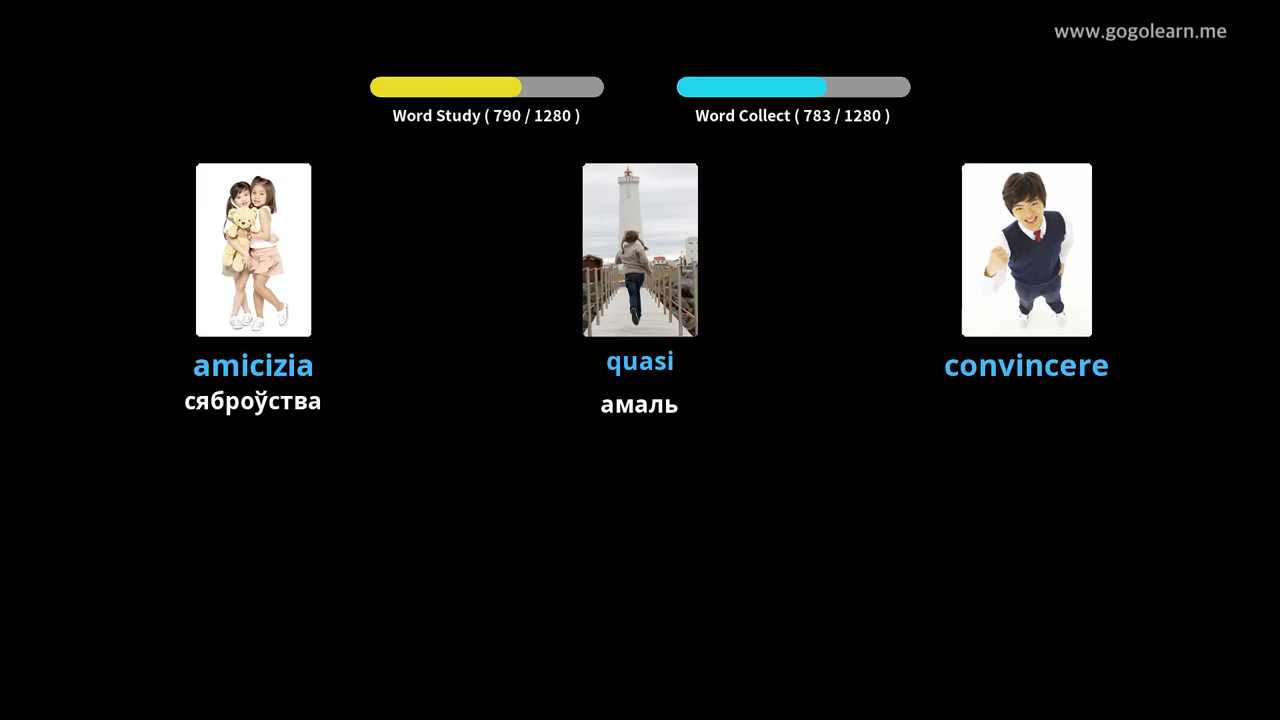 www.gogolearn.me
Word Study ( 790 / 1280 )
Word Collect ( 783 / 1280 )
amicizia
сяброўства
quasi
амаль
convincere